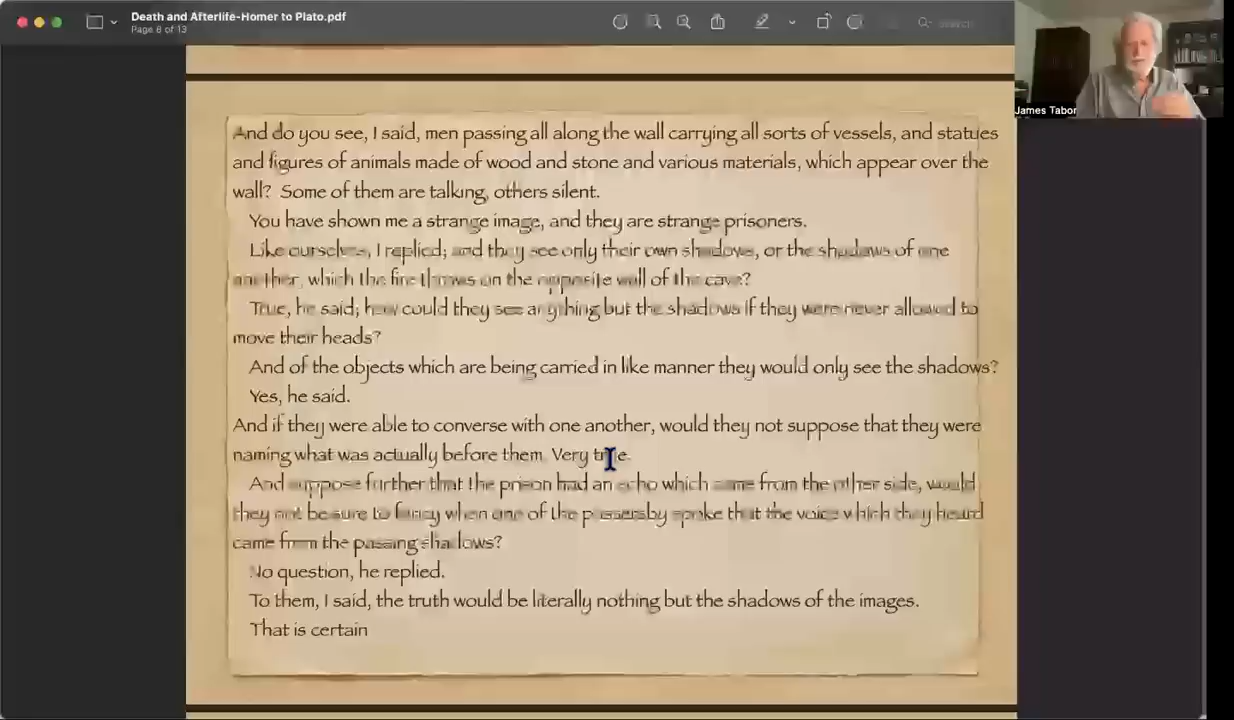 Death and Afterlife-Homer to Plato.pdf
Page 8 of 13
Search
James Tabor
And do you see, I said, men passing all along the wall carrying all sorts of vessels, and statues
and figures of animals made of wood and stone and various materials, which appear over the
wall? Some of them are talking, others silent.
You have shown me a strange image, and they are strange prisoners.
Like ourselves, I replied; and they see only their own shadows, or the shadows of one
another, which the fire throws on the opposite wall of the cave?
True, he said; how could they see anything but the shadows if they were never allowed to
move their heads?
And of the objects which are being carried in like manner they would only see the shadows?
Yes, he said.
And if they were able to converse with one another, would they not suppose that they were
naming what was actually before them. Very true.
And suppose further that the prison had an echo which came from the other side, would
they not be sure to fancy when one of the passersby spoke that the voice which they heard
came from the passing shadows?
No question, he replied.
To them, I said, the truth would be literally nothing but the shadows of the images.
That is certain